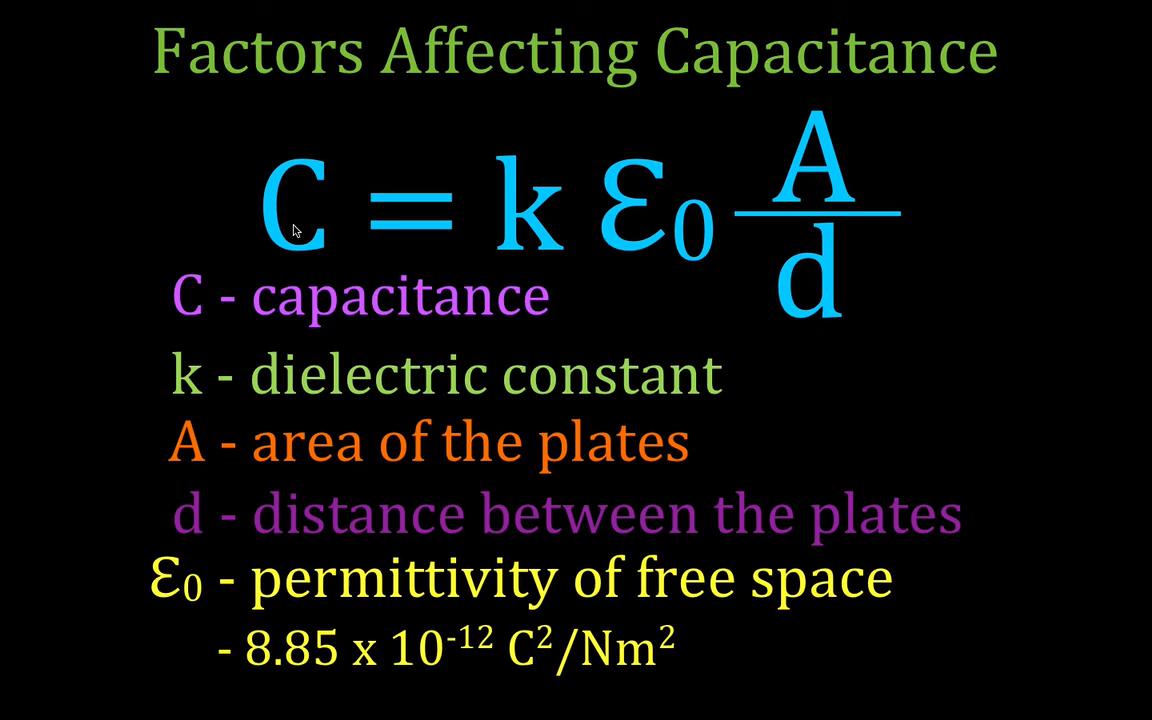 Factors Affecting Capacitance
C = k Ɛ₀ A/d
C - capacitance
k - dielectric constant
A - area of the plates
d - distance between the plates
Ɛ₀ - permittivity of free space
- 8.85 x 10⁻¹² C²/Nm²